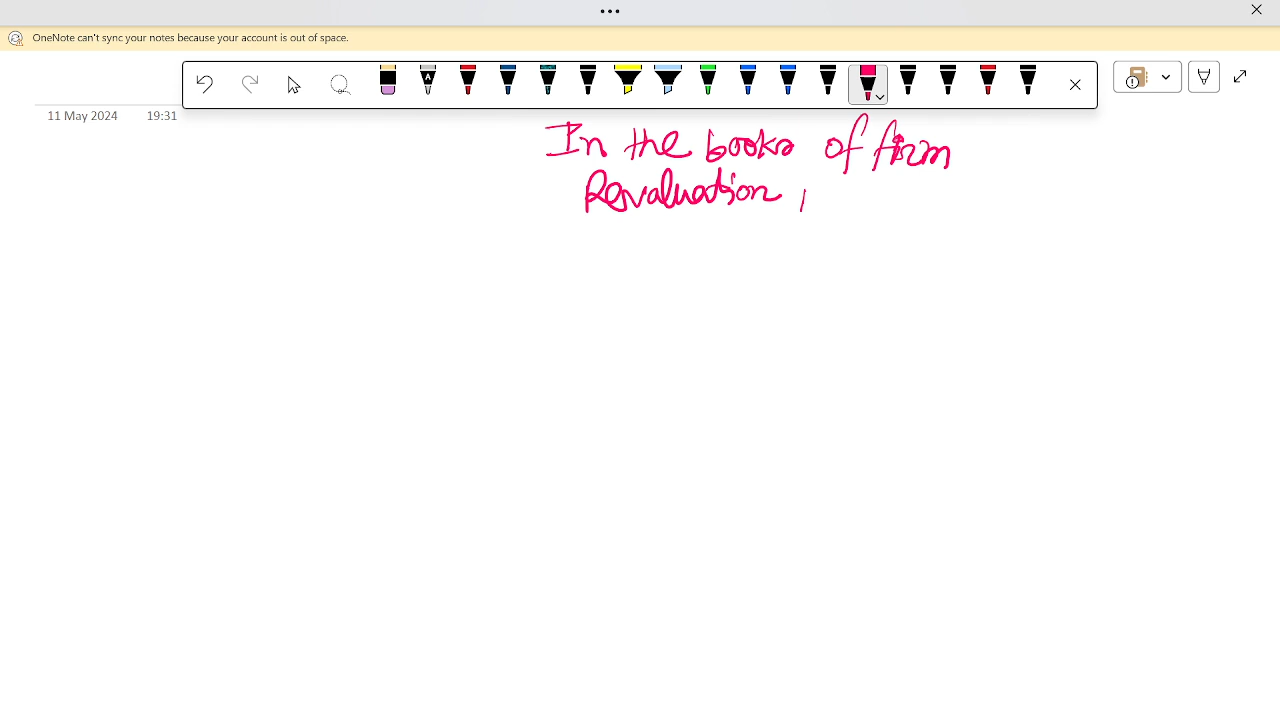 OneNote can't sync your notes because your account is out of space.
A
11 May 2024 19:31
In the books of firm
Revaluation